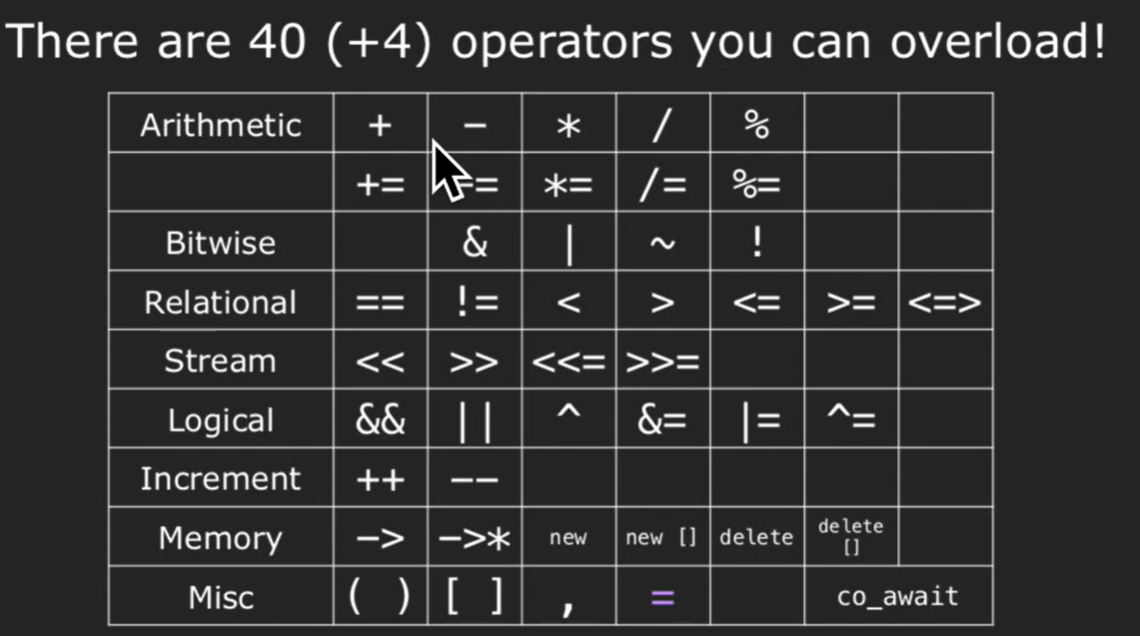 There are 40 (+4) operators you can overload!
Arithmetic + - * / %
+= -= *= /= %=
Bitwise & | ~ !
Relational == != < > <= >= <=>
Stream << >> <<= >>=
Logical && || ^ &= |= ^=
Increment ++ --
Memory -> ->* new new [] delete delete []
Misc ( ) [ ] , = co_await